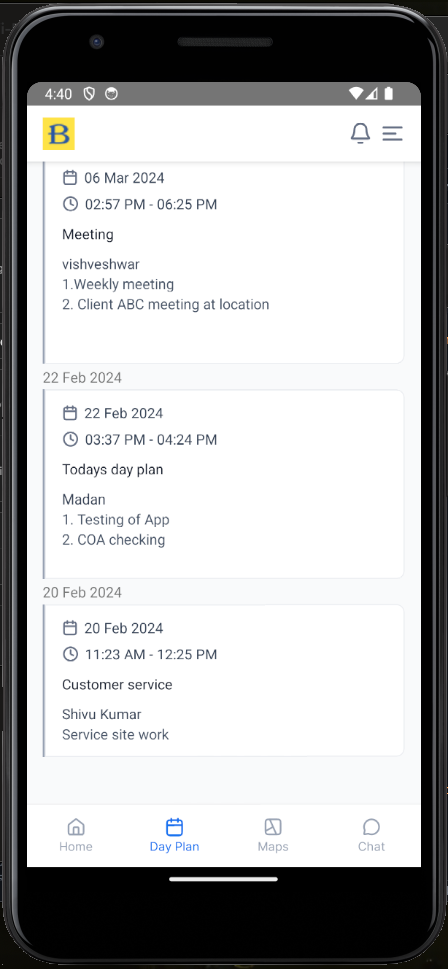 4:40
B
06 Mar 2024
02:57 PM - 06:25 PM
Meeting
vishveshwar
1.Weekly meeting
2. Client ABC meeting at location
22 Feb 2024
22 Feb 2024
03:37 PM - 04:24 PM
Todays day plan
Madan
1. Testing of App
2. COA checking
20 Feb 2024
20 Feb 2024
11:23 AM - 12:25 PM
Customer service
Shivu Kumar
Service site work
Home Day Plan Maps Chat